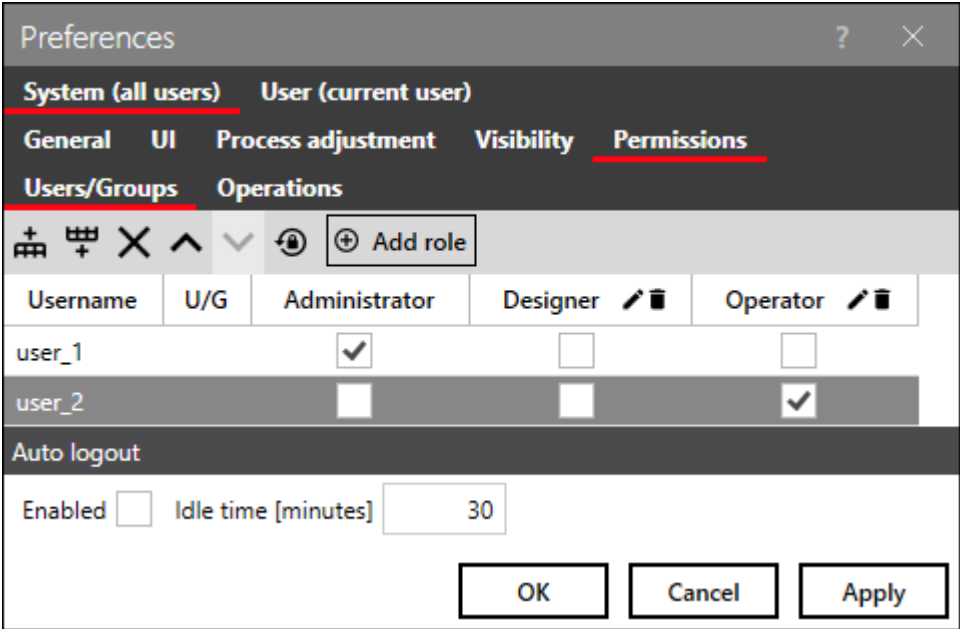 Preferences ?
System (all users) User (current user)
General UI Process adjustment Visibility Permissions
Users/Groups Operations
Add role
Username U/G Administrator Designer Operator
user_1
user_2
Auto logout
Enabled Idle time [minutes] 30
OK Cancel Apply